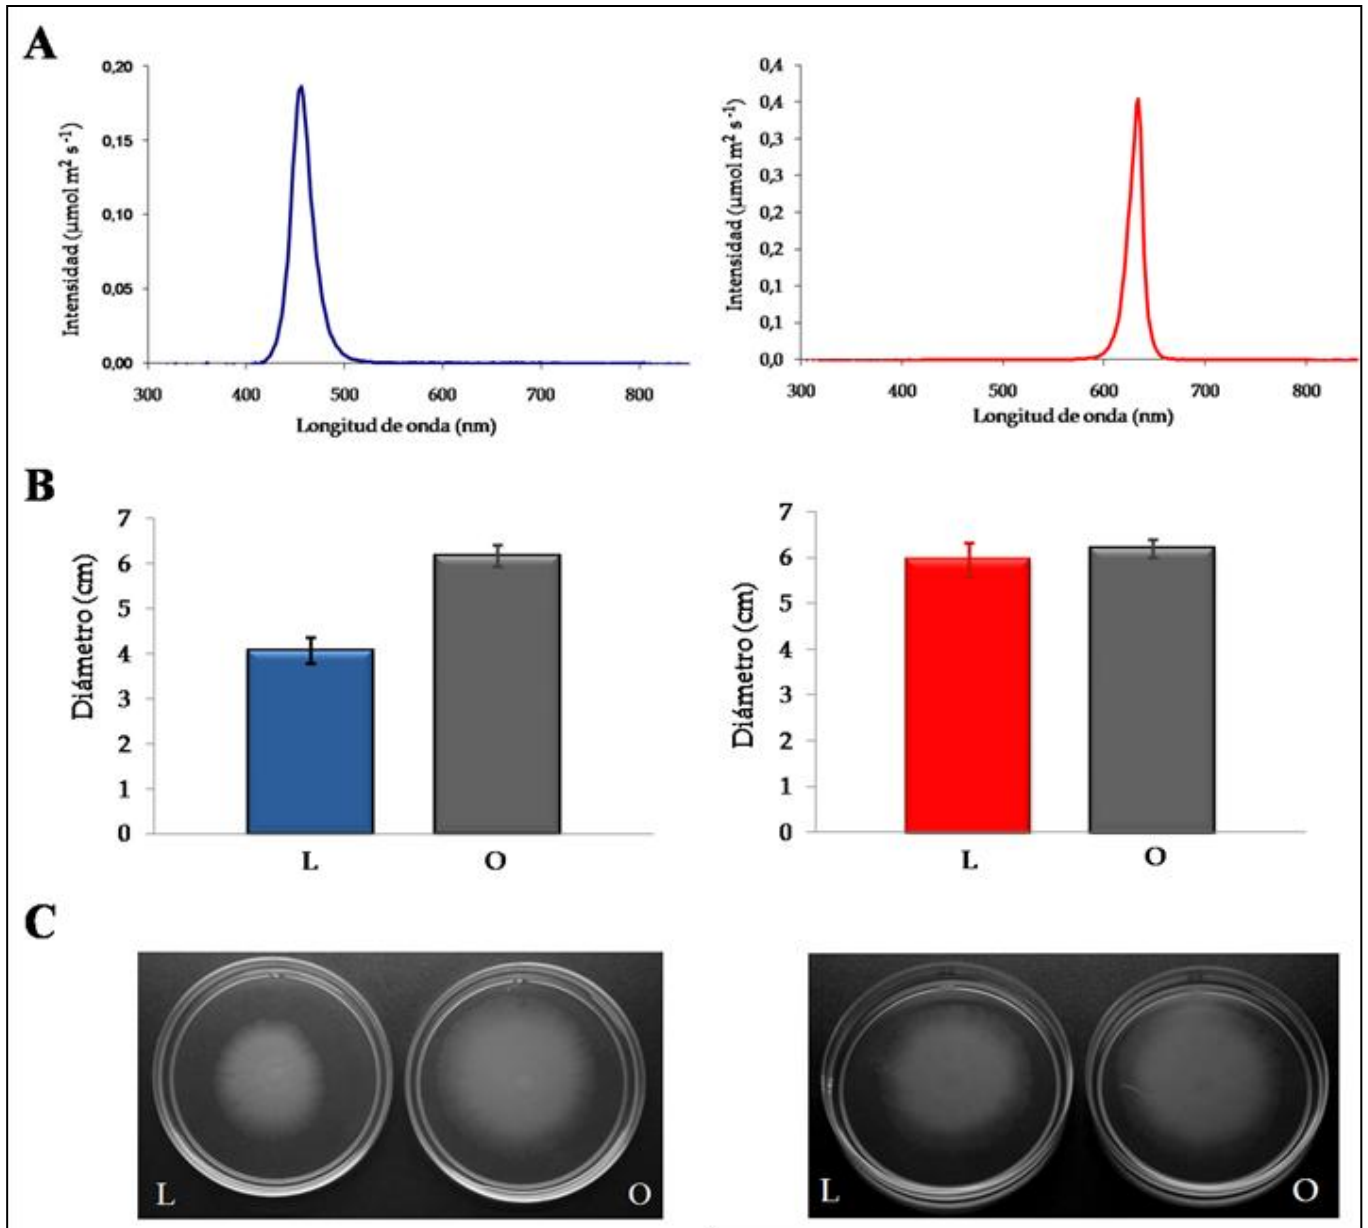 A
Intensidad (µmol m² s⁻¹)
0,20
0,15
0,10
0,05
0,00
300 400 500 600 700 800
Longitud de onda (nm)
Intensidad (µmol m² s⁻¹)
0,4
0,4
0,3
0,3
0,2
0,2
0,1
0,1
0,0
300 400 500 600 700 800
Longitud de onda (nm)
B
Diámetro (cm)
7
6
5
4
3
2
1
0
L O
Diámetro (cm)
7
6
5
4
3
2
1
0
L O
C
L O
L O